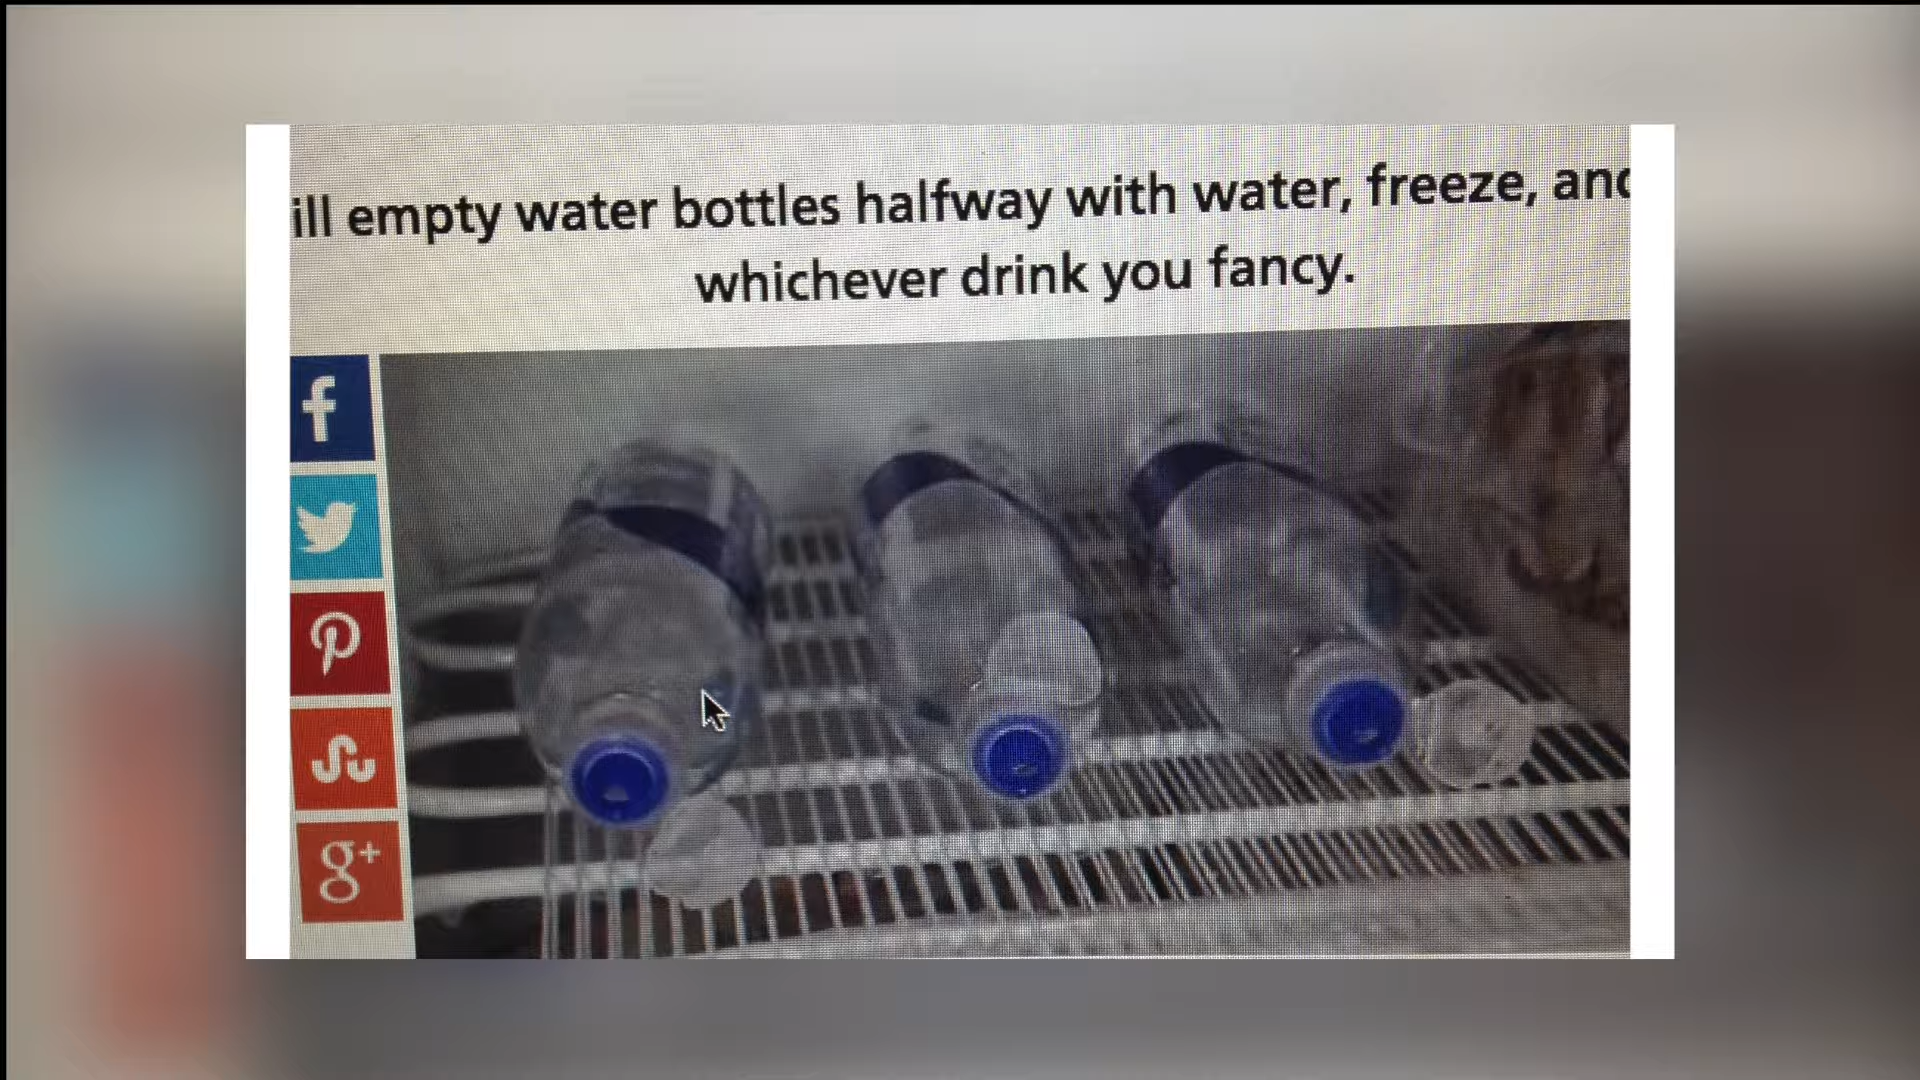 ill empty water bottles halfway with water, freeze, and
whichever drink you fancy.
f
g+